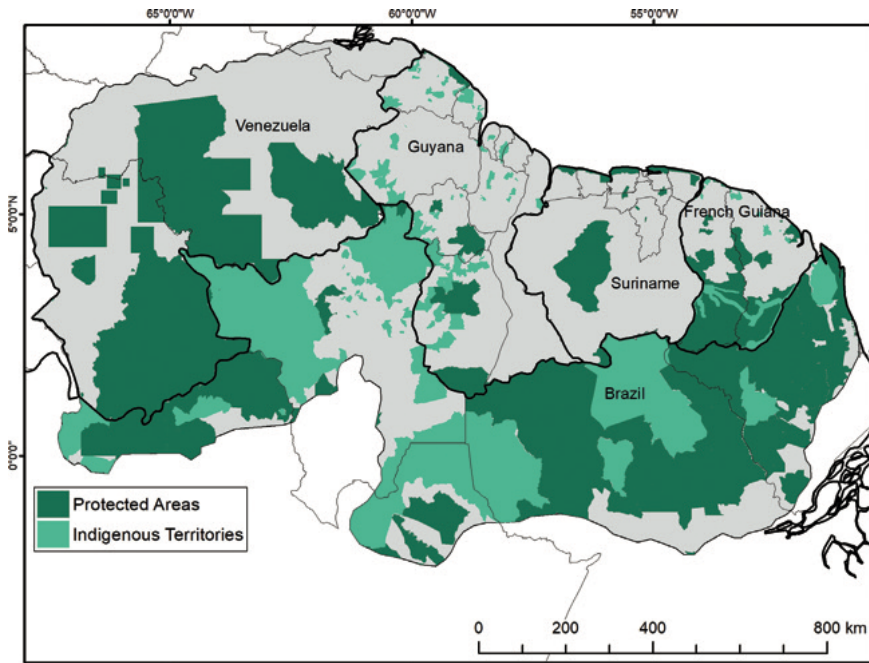 65°0'0"W 60°0'0"W 55°0'0"W
Venezuela
Guyana
5°0'0"N
French Guiana
Suriname
Brazil
0°0'0"
Protected Areas
Indigenous Territories
0 200 400 600 800 km